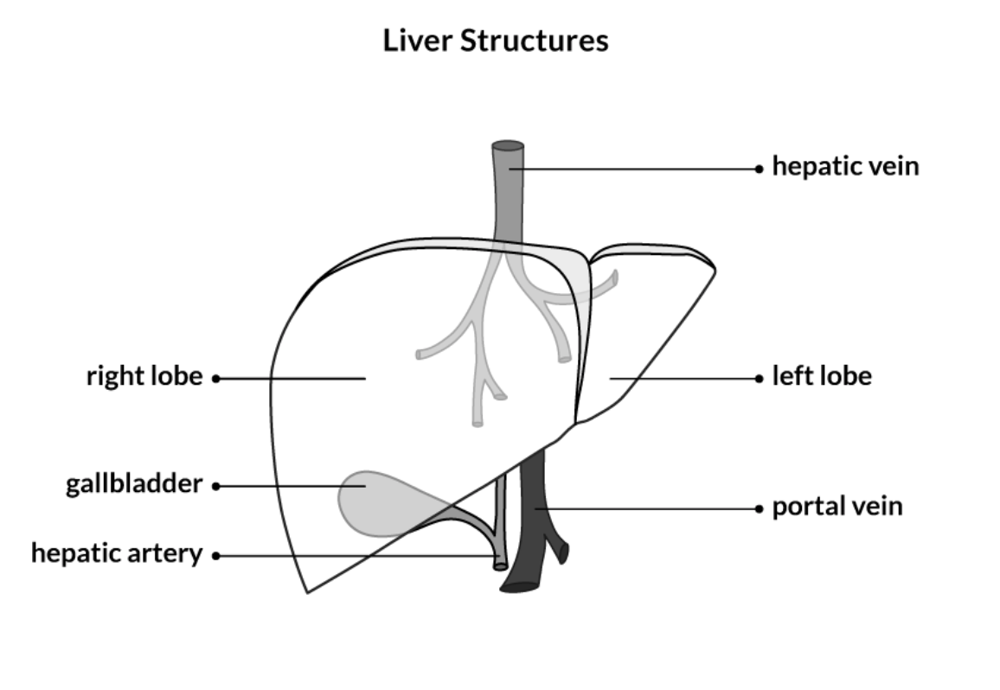 Liver Structures
hepatic vein
right lobe
left lobe
gallbladder
portal vein
hepatic artery